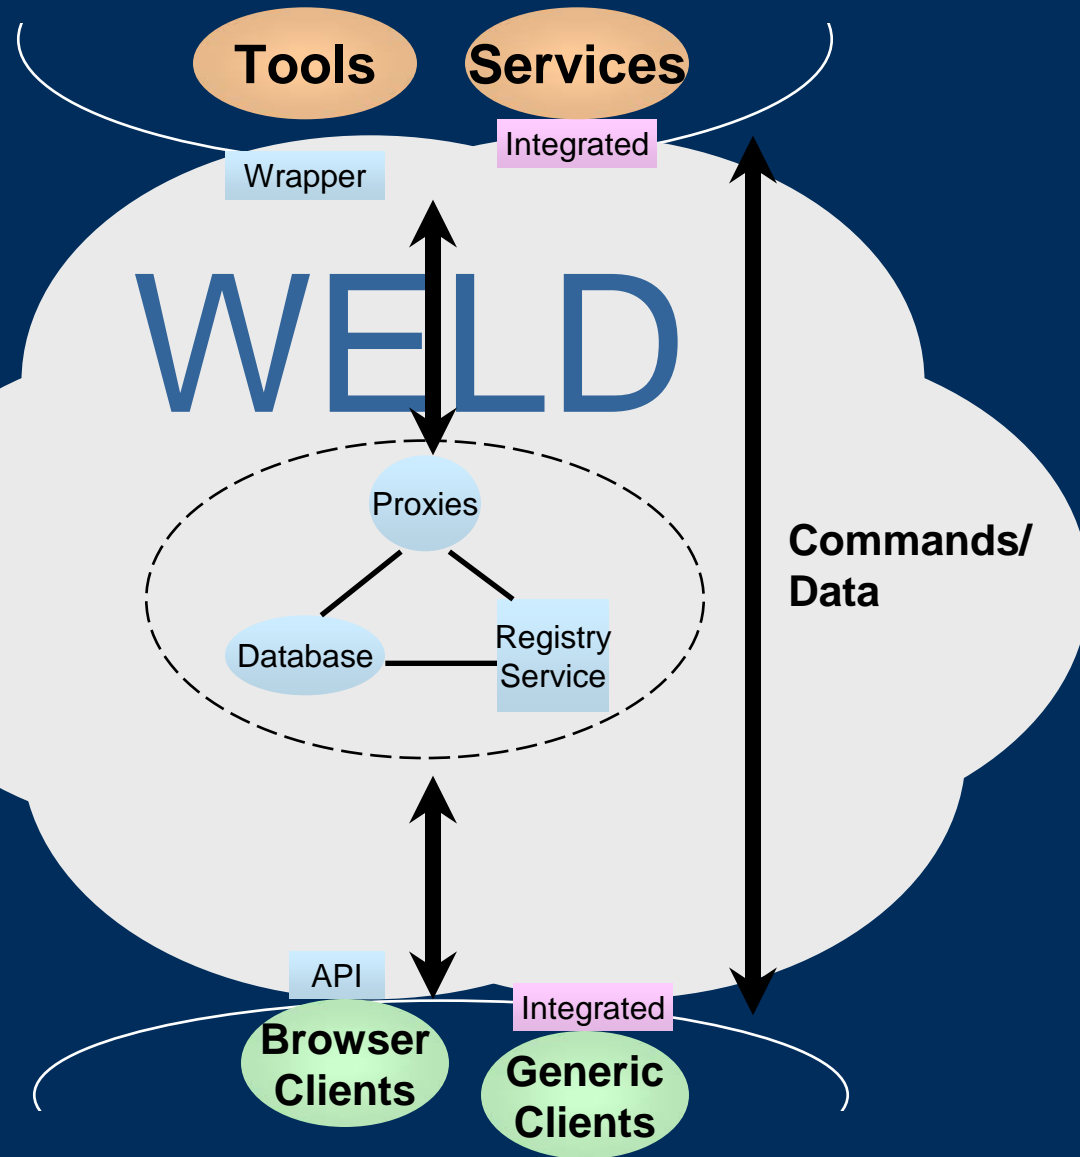 Tools
Services
Integrated
Wrapper
WELD
Proxies
Commands/
Data
Registry
Service
Database
API
Integrated
Browser
Clients
Generic
Clients